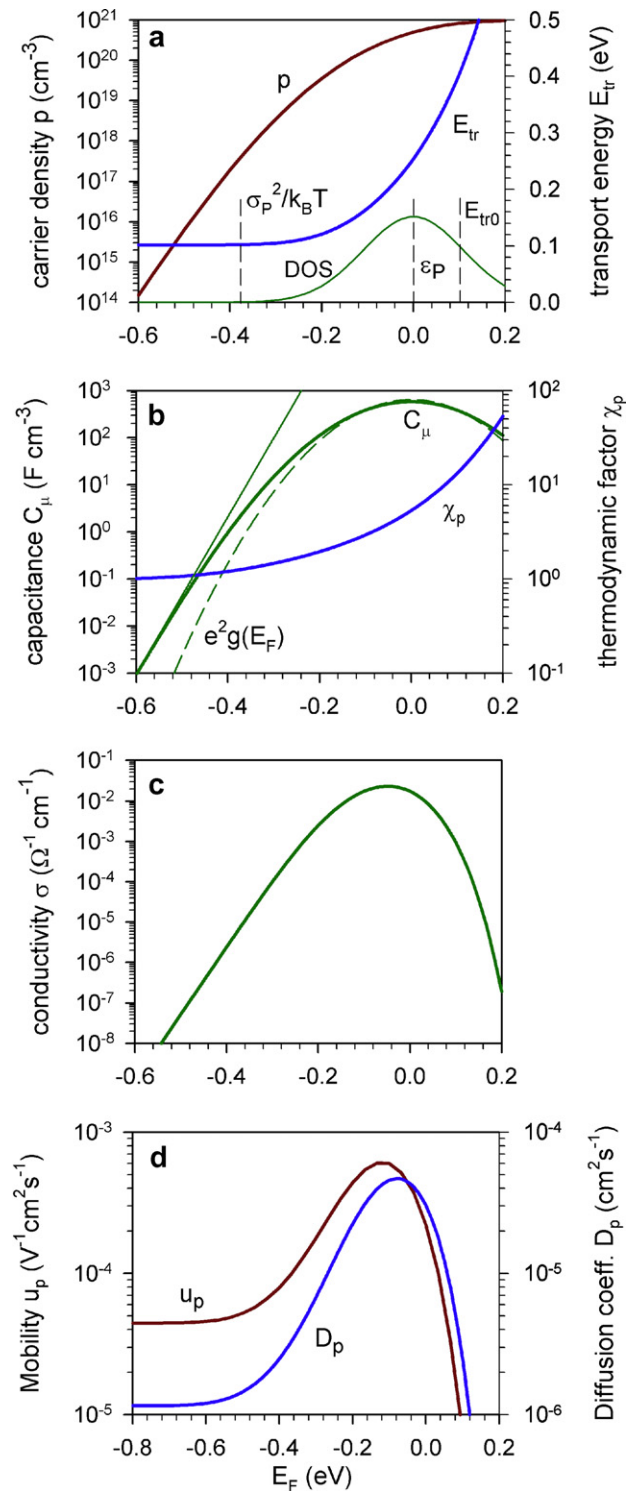 a
carrier density p (cm⁻³)
10²¹
10²⁰
10¹⁹
10¹⁸
10¹⁷
10¹⁶
10¹⁵
10¹⁴
p
E_tr
σ_P²/k_BT
E_tr0
DOS
ε_P
0.5
0.4
0.3
0.2
0.1
0.0
transport energy E_tr (eV)
-0.6 -0.4 -0.2 0.0 0.2
b
capacitance C_μ (F cm⁻³)
10³
10²
10¹
10⁰
10⁻¹
10⁻²
10⁻³
C_μ
χ_p
e²g(E_F)
10²
10¹
10⁰
10⁻¹
thermodynamic factor χ_p
-0.6 -0.4 -0.2 0.0 0.2
c
conductivity σ (Ω⁻¹ cm⁻¹)
10⁻¹
10⁻²
10⁻³
10⁻⁴
10⁻⁵
10⁻⁶
10⁻⁷
10⁻⁸
-0.6 -0.4 -0.2 0.0 0.2
d
Mobility u_p (V⁻¹cm²s⁻¹)
10⁻³
10⁻⁴
10⁻⁵
u_p
D_p
10⁻⁴
10⁻⁵
10⁻⁶
Diffusion coeff. D_p (cm²s⁻¹)
-0.8 -0.6 -0.4 -0.2 0.0 0.2
E_F (eV)